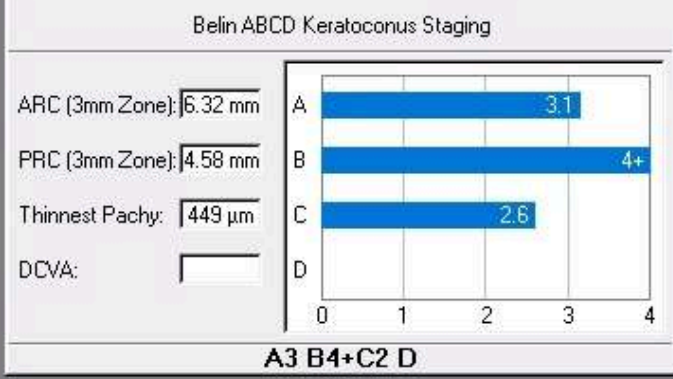 Belin ABCD Keratoconus Staging
ARC (3mm Zone): 6.32 mm
PRC (3mm Zone): 4.58 mm
Thinnest Pachy: 449 µm
DCVA:
A 3.1
B 4+
C 2.6
D
0 1 2 3 4
A3 B4+C2 D